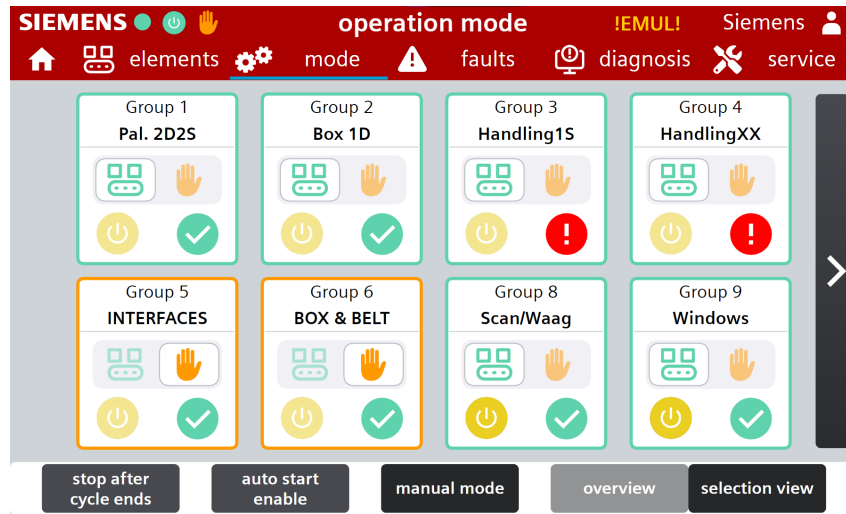 SIEMENS operation mode !EMUL! Siemens
elements mode faults diagnosis service
Group 1
Pal. 2D2S
Group 2
Box 1D
Group 3
Handling1S
Group 4
HandlingXX
Group 5
INTERFACES
Group 6
BOX & BELT
Group 8
Scan/Waag
Group 9
Windows
stop after
cycle ends
auto start
enable
manual mode
overview
selection view